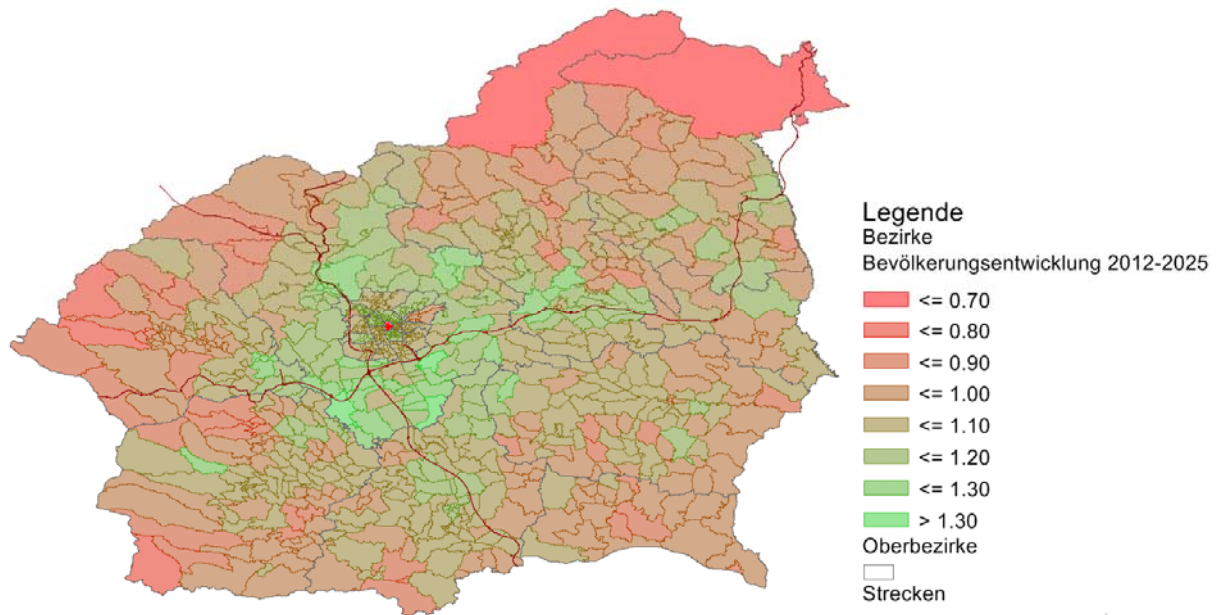 Legende
Bezirke
Bevölkerungsentwicklung 2012-2025
<= 0.70
<= 0.80
<= 0.90
<= 1.00
<= 1.10
<= 1.20
<= 1.30
> 1.30
Oberbezirke
Strecken